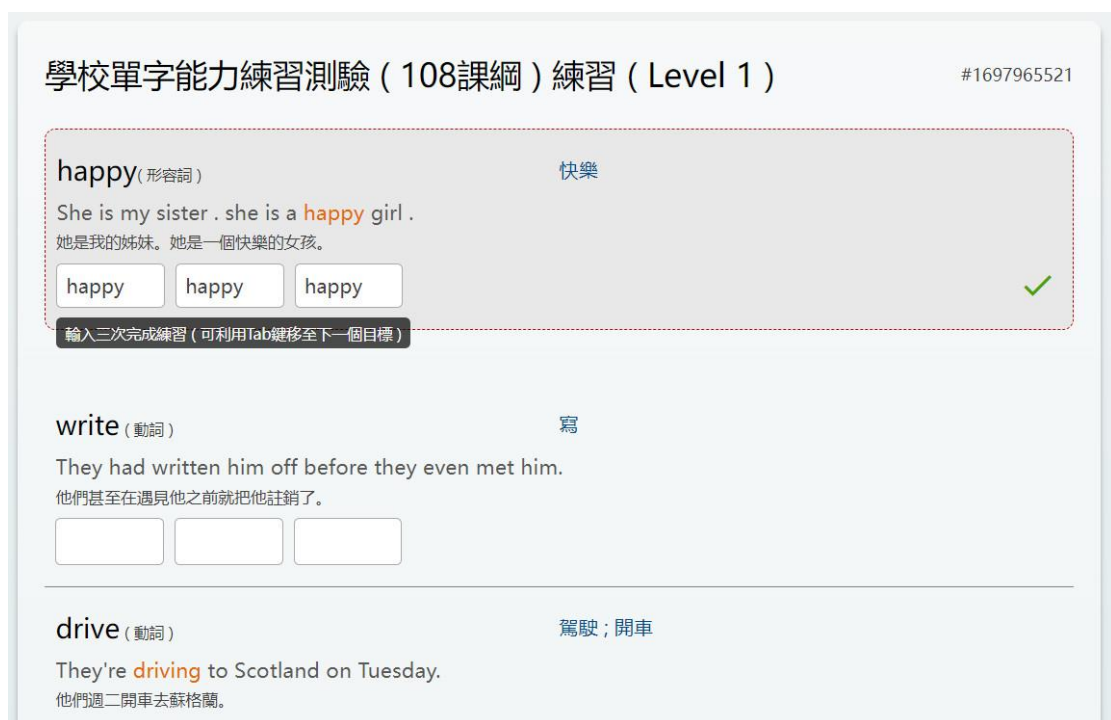 學校單字能力練習測驗 ( 108課綱 ) 練習 ( Level 1 )
#1697965521
happy ( 形容詞 )
快樂
She is my sister . she is a happy girl .
她是我的姊妹。她是一個快樂的女孩。
happy happy happy
輸入三次完成練習 ( 可利用Tab鍵移至下一個目標 )
write ( 動詞 )
寫
They had written him off before they even met him.
他們甚至在遇見他之前就把他註銷了。
drive ( 動詞 )
駕駛 ; 開車
They're driving to Scotland on Tuesday.
他們週二開車去蘇格蘭。